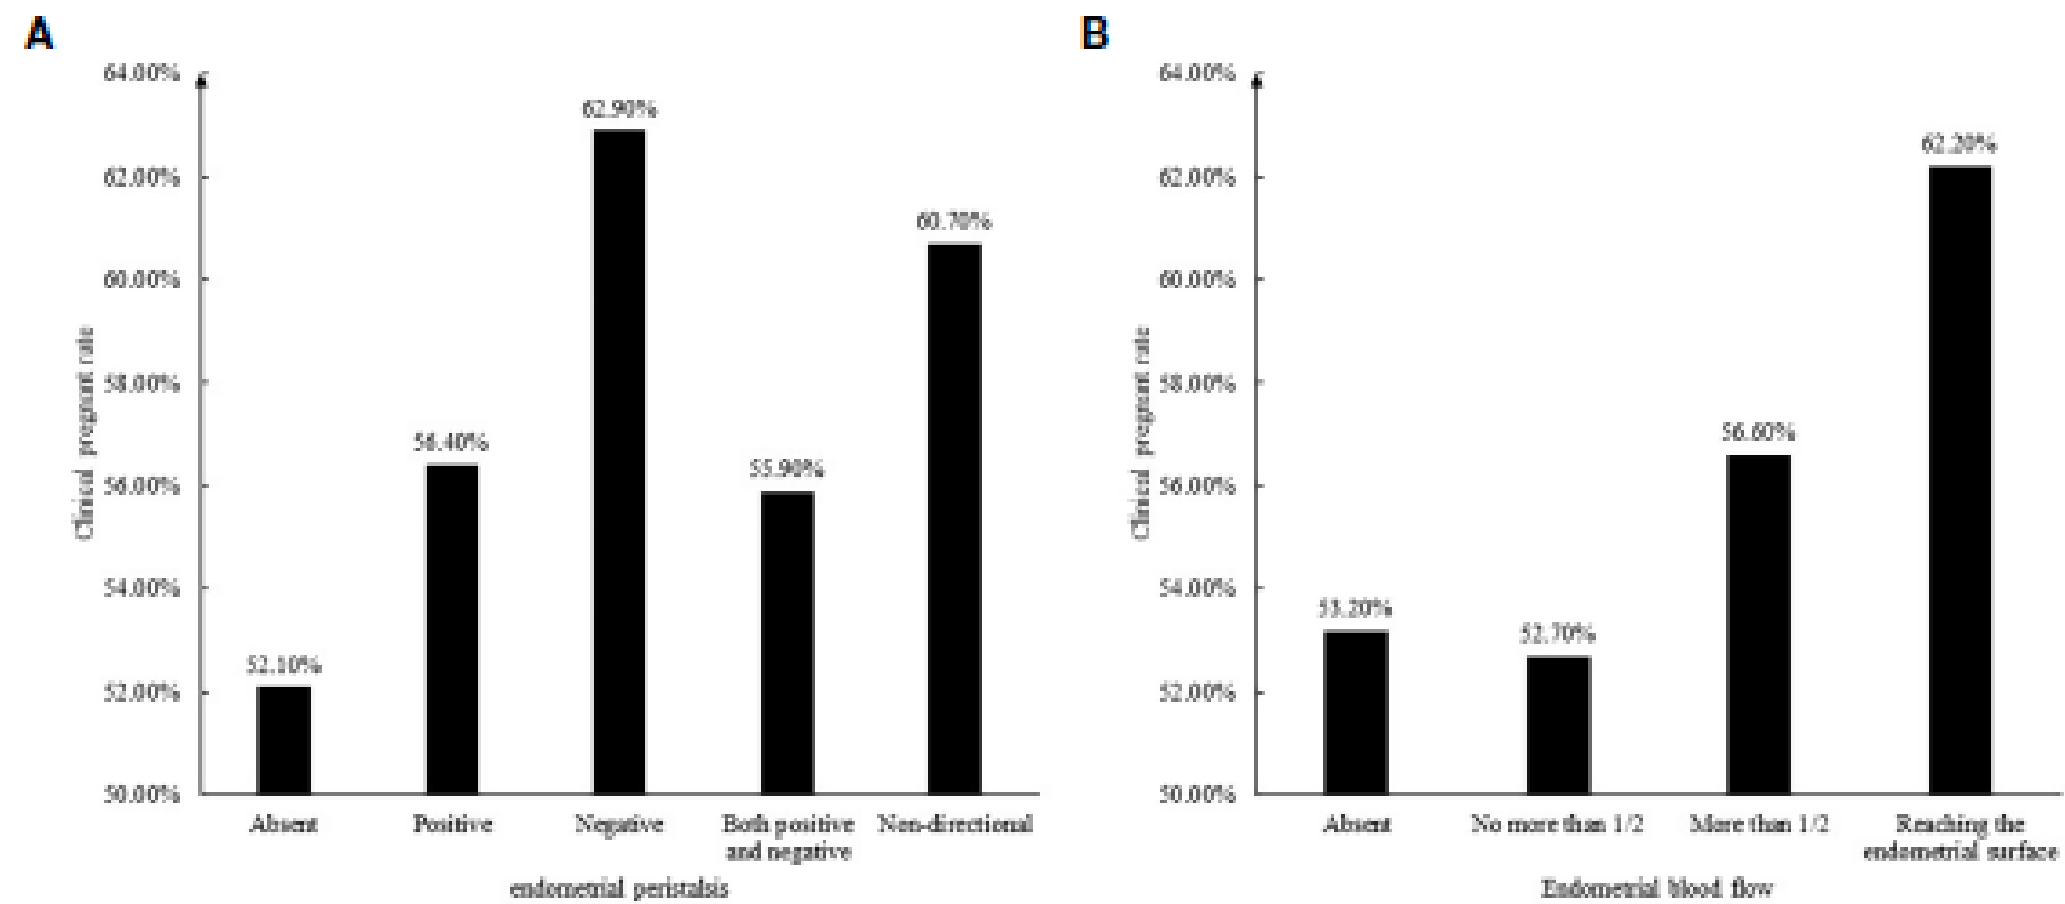 A
64.00%
62.00%
60.00%
58.00%
56.00%
54.00%
52.00%
50.00%
Clinical pregnant rate
52.10%
56.40%
62.90%
55.90%
60.70%
Absent
Positive
Negative
Both positive
and negative
Non-directional
endometrial peristalsis
B
64.00%
62.00%
60.00%
58.00%
56.00%
54.00%
52.00%
50.00%
Clinical pregnant rate
53.20%
52.70%
56.60%
62.20%
Absent
No more than 1/2
More than 1/2
Reaching the
endometrial surface
Endometrial blood flow